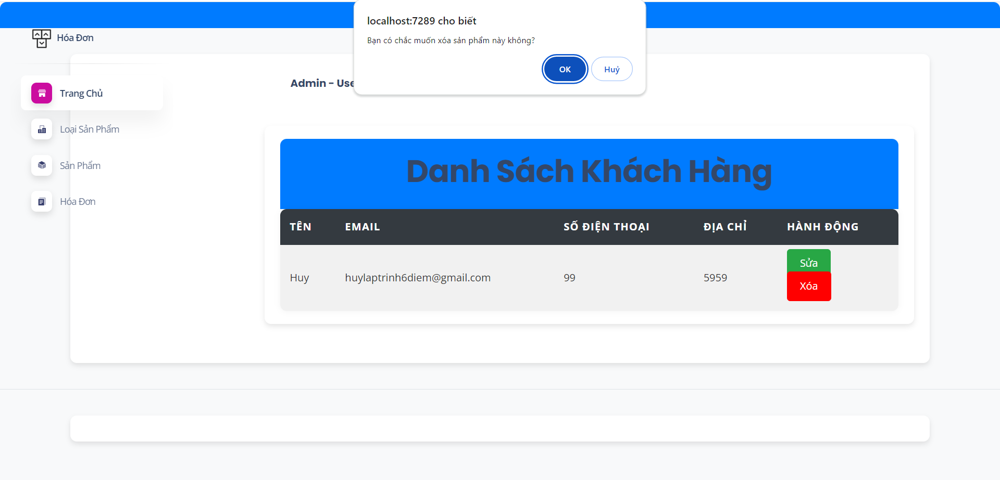 localhost:7289 cho biết
Bạn có chắc muốn xóa sản phẩm này không?
OK
Huỷ
Hóa Đơn
Trang Chủ
Loại Sản Phẩm
Sản Phẩm
Hóa Đơn
Admin - Use
Danh Sách Khách Hàng
TÊN EMAIL SỐ ĐIỆN THOẠI ĐỊA CHỈ HÀNH ĐỘNG
Huy huylaptrinh6diem@gmail.com 99 5959
Sửa
Xóa